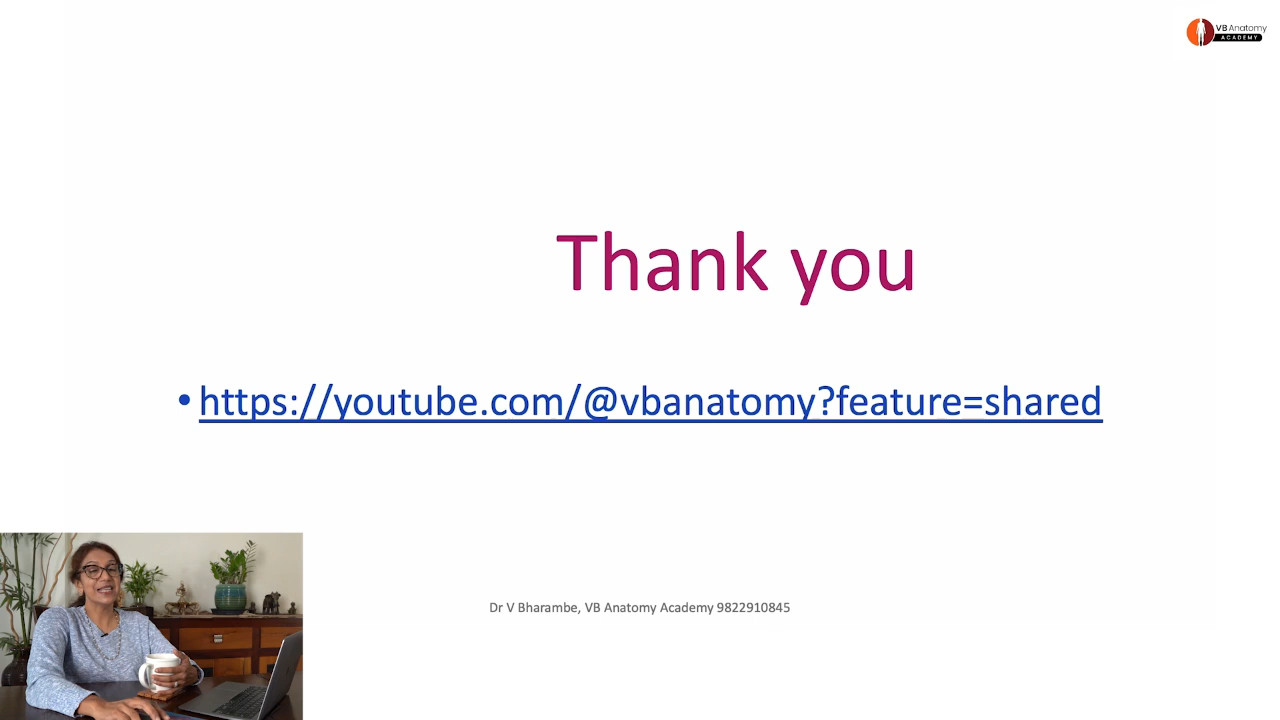 VB Anatomy
ACADEMY
Thank you
• https://youtube.com/@vbanatomy?feature=shared
Dr V Bharambe, VB Anatomy Academy 9822910845